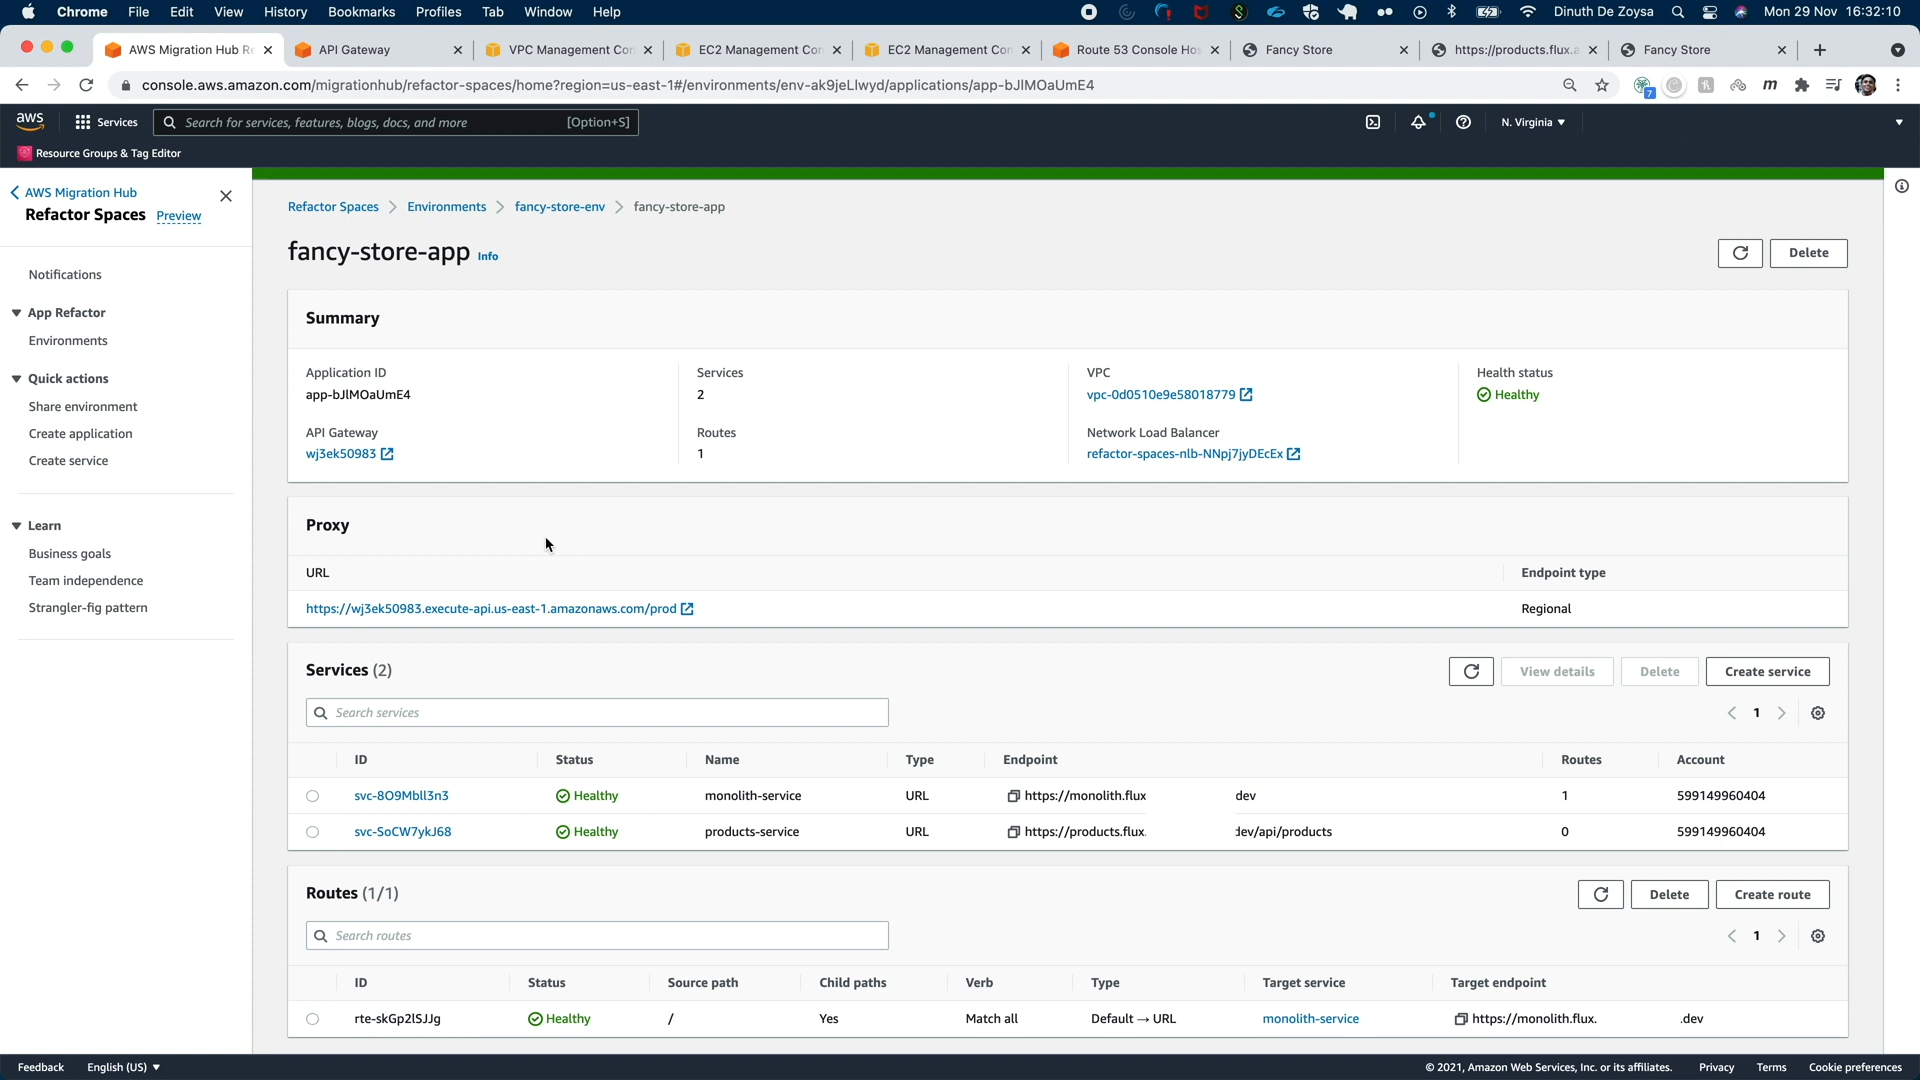 Chrome File Edit View History Bookmarks Profiles Tab Window Help Dinuth De Zoysa Mon 29 Nov 16:32:10
AWS Migration Hub R API Gateway VPC Management Con EC2 Management Con EC2 Management Con Route 53 Console Hos Fancy Store https://products.flux.a Fancy Store
console.aws.amazon.com/migrationhub/refactor-spaces/home?region=us-east-1#/environments/env-ak9jeLlwyd/applications/app-bJlMOaUmE4
7
aws Services Search for services, features, blogs, docs, and more [Option+S] N. Virginia
Resource Groups & Tag Editor
AWS Migration Hub
Refactor Spaces Preview
Notifications
App Refactor
Environments
Quick actions
Share environment
Create application
Create service
Learn
Business goals
Team independence
Strangler-fig pattern
Refactor Spaces Environments fancy-store-env fancy-store-app
fancy-store-app Info
Delete
Summary
Application ID Services VPC Health status
app-bJlMOaUmE4 2 vpc-0d0510e9e58018779 Healthy
API Gateway Routes Network Load Balancer
wj3ek50983 1 refactor-spaces-nlb-NNpj7jyDEcEx
Proxy
URL Endpoint type
https://wj3ek50983.execute-api.us-east-1.amazonaws.com/prod Regional
Services (2) View details Delete Create service
Search services 1
ID Status Name Type Endpoint Routes Account
svc-8O9Mbll3n3 Healthy monolith-service URL https://monolith.flux dev 1 599149960404
svc-SoCW7ykJ68 Healthy products-service URL https://products.flux. dev/api/products 0 599149960404
Routes (1/1) Delete Create route
Search routes 1
ID Status Source path Child paths Verb Type Target service Target endpoint
rte-skGp2lSJJg Healthy / Yes Match all Default → URL monolith-service https://monolith.flux. .dev
Feedback English (US) © 2021, Amazon Web Services, Inc. or its affiliates. Privacy Terms Cookie preferences